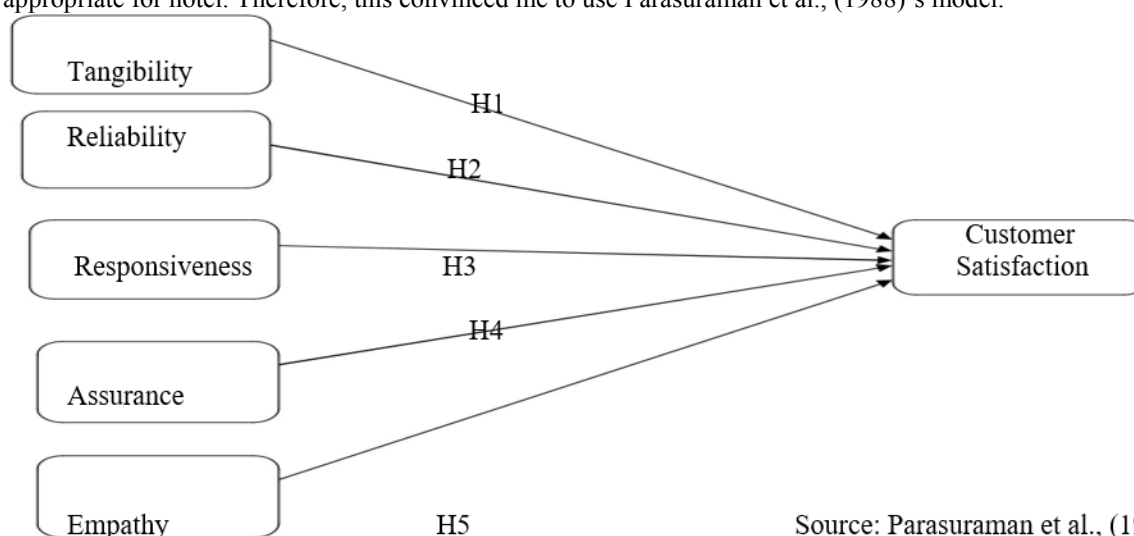 appropriate for hotel. Therefore, this convinced me to use Parasuraman et al., (1988)'s model.
Tangibility
H1
Reliability
H2
Customer
Satisfaction
Responsiveness
H3
H4
Assurance
Empathy
H5
Source: Parasuraman et al., (19